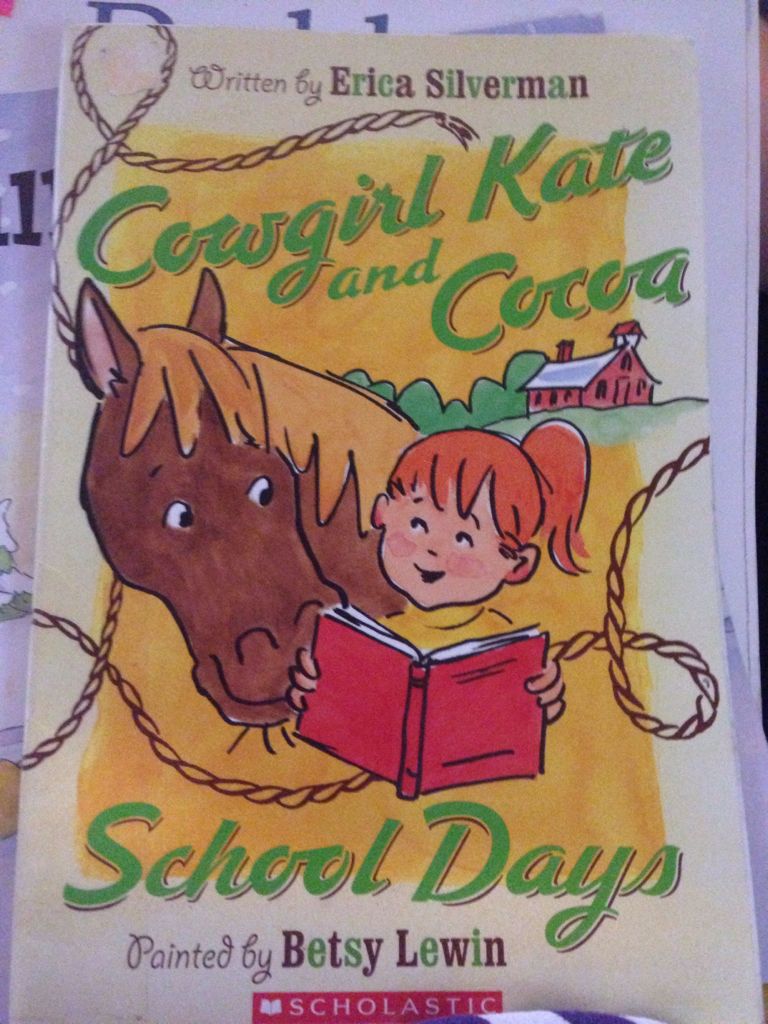 Written by Erica Silverman
Cowgirl Kate
and Cocoa
School Days
Painted by Betsy Lewin
SCHOLASTIC